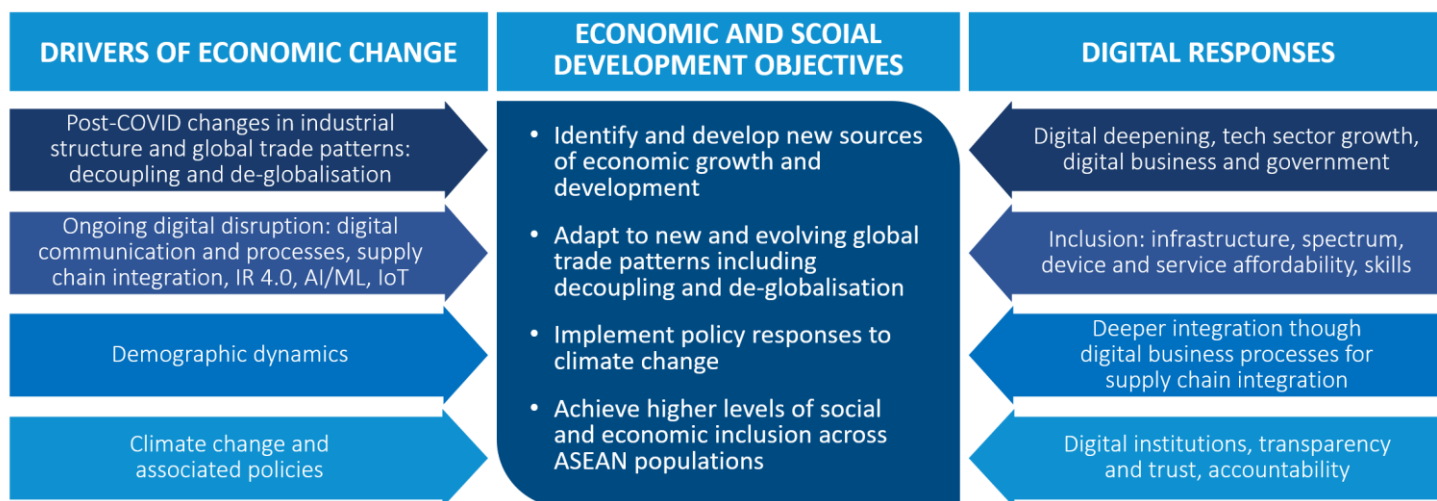 DRIVERS OF ECONOMIC CHANGE
Post-COVID changes in industrial
structure and global trade patterns:
decoupling and de-globalisation
Ongoing digital disruption: digital
communication and processes, supply
chain integration, IR 4.0, AI/ML, IoT
Demographic dynamics
Climate change and
associated policies
ECONOMIC AND SCOIAL
DEVELOPMENT OBJECTIVES
• Identify and develop new sources
of economic growth and
development
• Adapt to new and evolving global
trade patterns including
decoupling and de-globalisation
• Implement policy responses to
climate change
• Achieve higher levels of social
and economic inclusion across
ASEAN populations
DIGITAL RESPONSES
Digital deepening, tech sector growth,
digital business and government
Inclusion: infrastructure, spectrum,
device and service affordability, skills
Deeper integration though
digital business processes for
supply chain integration
Digital institutions, transparency
and trust, accountability